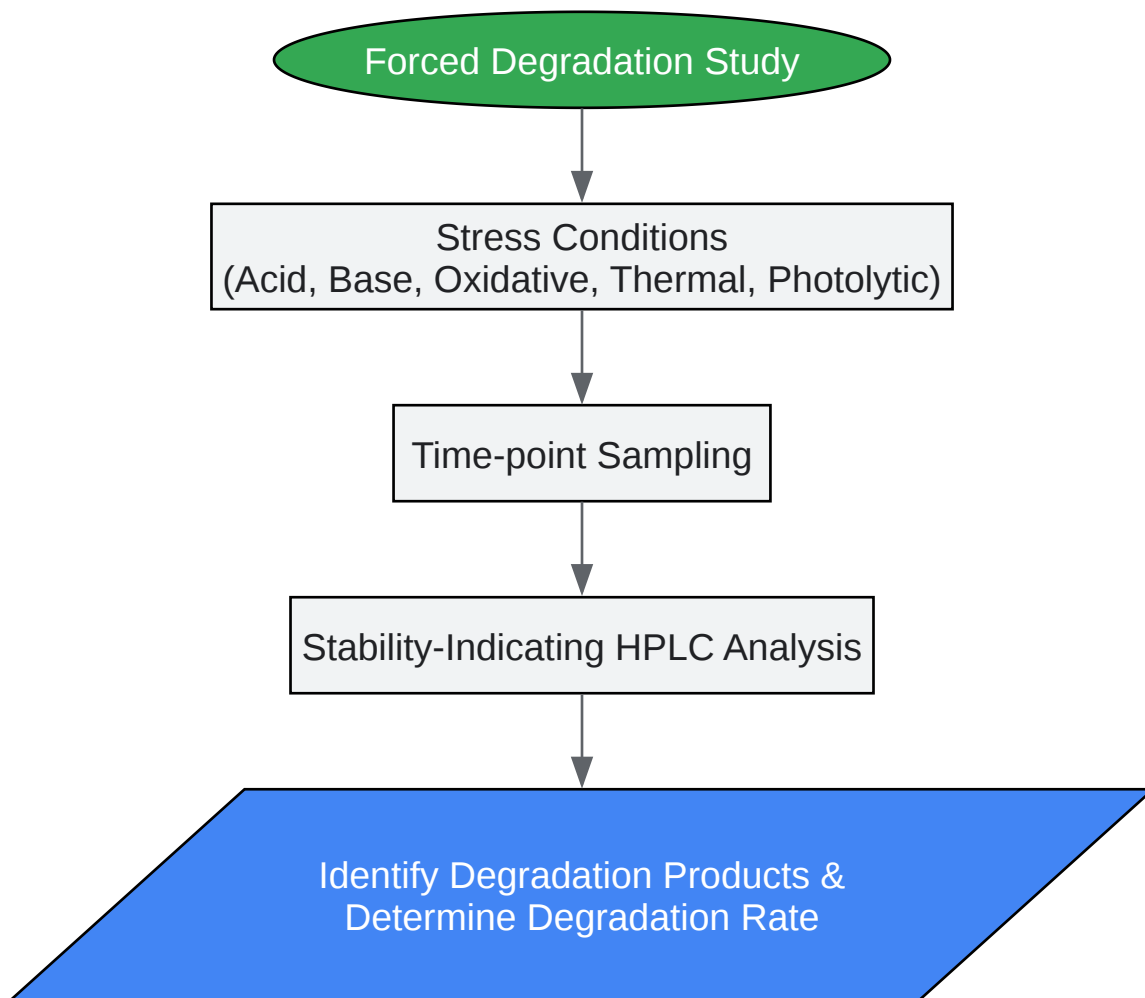 Forced Degradation Study
Stress Conditions
(Acid, Base, Oxidative, Thermal, Photolytic)
Time-point Sampling
Stability-Indicating HPLC Analysis
Identify Degradation Products &
Determine Degradation Rate